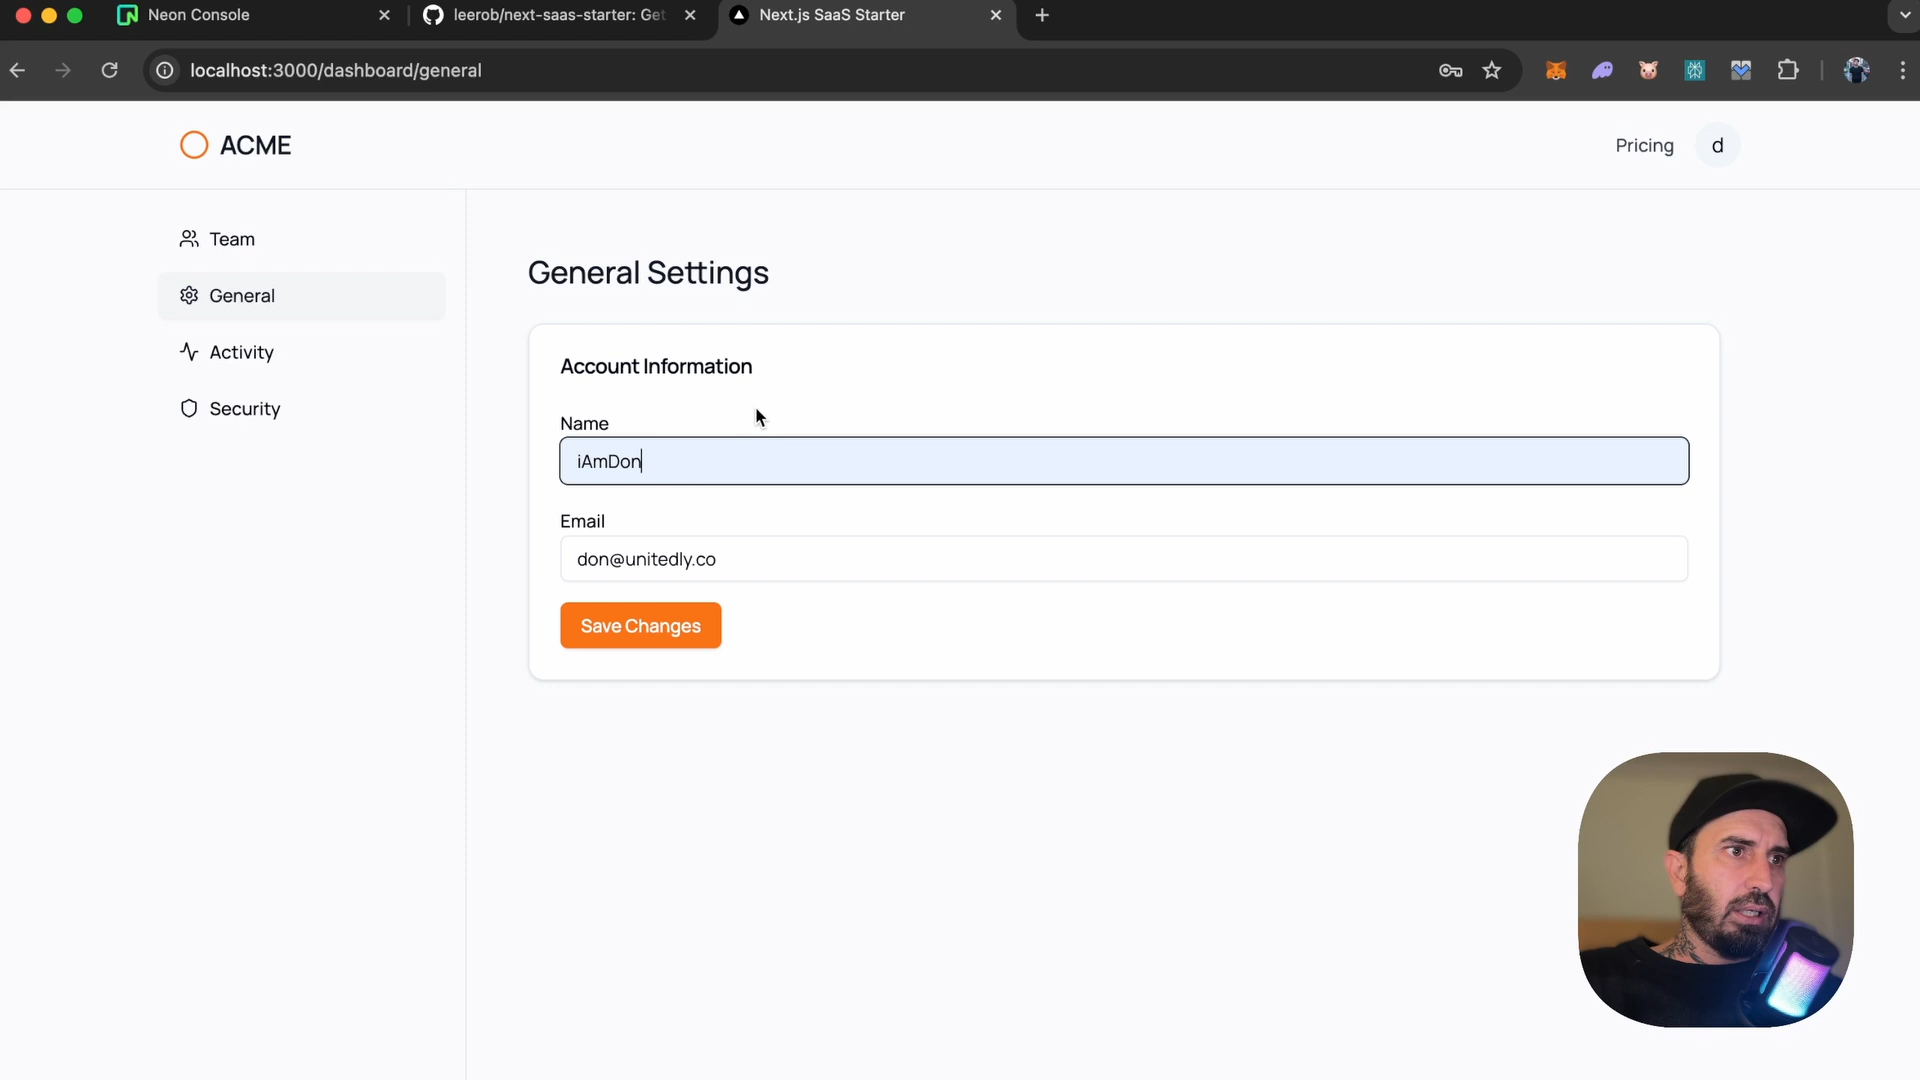 Neon Console
leerob/next-saas-starter: Get
Next.js SaaS Starter
localhost:3000/dashboard/general
ACME
Pricing
d
Team
General
Activity
Security
General Settings
Account Information
Name
iAmDon
Email
don@unitedly.co
Save Changes